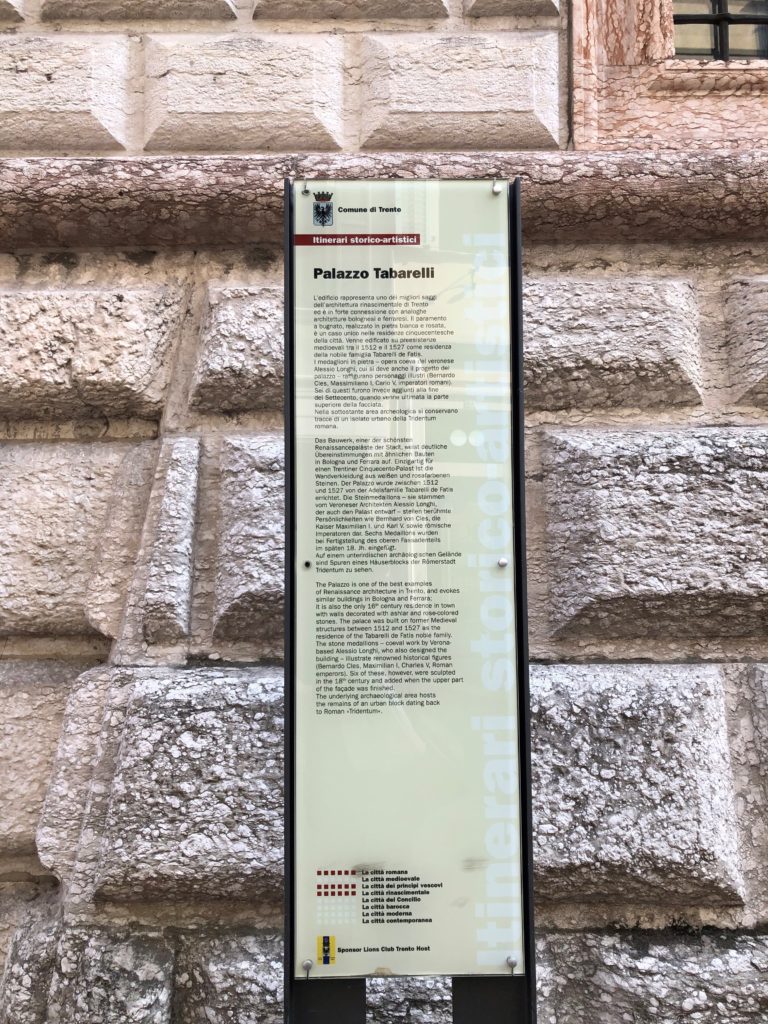 Comune di Trento
Itinerari storico-artistici
Palazzo Tabarelli
L'edificio rappresenta uno dei migliori saggi
dell'architettura rinascimentale di Trento
ed è in forte connessione con analoghe
architetture bolognesi e ferraresi. Il paramento
a bugnato, realizzato in pietra bianca e rosata,
è un caso unico nelle residenze cinquecentesche
della città. Venne edificato su preesistenze
medioevali tra il 1512 e il 1527 come residenza
della nobile famiglia Tabarelli de Fatis.
I medaglioni in pietra – opera coeva del veronese
Alessio Longhi, cui si deve anche il progetto del
palazzo – raffigurano personaggi illustri (Bernardo
Cles, Massimiliano I, Carlo V, imperatori romani).
Sei di questi furono invece aggiunti alla fine
del Settecento, quando venne ultimata la parte
superiore della facciata.
Nella sottostante area archeologica si conservano
tracce di un isolato urbano della Tridentum
romana.
Das Bauwerk, einer der schönsten
Renaissancepaläste der Stadt, weist deutliche
Übereinstimmungen mit ähnlichen Bauten
in Bologna und Ferrara auf. Einzigartig für
einen Trentiner Cinquecento-Palast ist die
Wandverkleidung aus weißen und rosafarbenen
Steinen. Der Palazzo wurde zwischen 1512
und 1527 von der Adelsfamilie Tabarelli de Fatis
errichtet. Die Steinmedaillons – sie stammen
vom Veroneser Architekten Alessio Longhi,
der auch den Palast entwarf – stellen berühmte
Persönlichkeiten wie Bernhard von Cles, die
Kaiser Maximilian I. und Karl V. sowie römische
Imperatoren dar. Sechs Medaillons wurden
bei Fertigstellung des oberen Fassadenteils
im späten 18. Jh. eingefügt.
Auf einem unterirdischen archäologischen Gelände
sind Spuren eines Häuserblocks der Römerstadt
Tridentum zu sehen.
The Palazzo is one of the best examples
of Renaissance architecture in Trento, and evokes
similar buildings in Bologna and Ferrara;
it is also the only 16th century residence in town
with walls decorated with ashlar and rose-colored
stones. The palace was built on former Medieval
structures between 1512 and 1527 as the
residence of the Tabarelli de Fatis noble family.
The stone medallions – coeval work by Verona-
based Alessio Longhi, who also designed the
building – illustrate renowned historical figures
(Bernardo Cles, Maximilian I, Charles V, Roman
emperors). Six of these, however, were sculpted
in the 18th century and added when the upper part
of the façade was finished.
The underlying archaeological area hosts
the remains of an urban block dating back
to Roman «Tridentum».
La città romana
La città medioevale
La città dei principi vescovi
La città rinascimentale
La città del Concilio
La città barocca
La città moderna
La città contemporanea
Sponsor Lions Club Trento Host
Itinerari storico-artistici